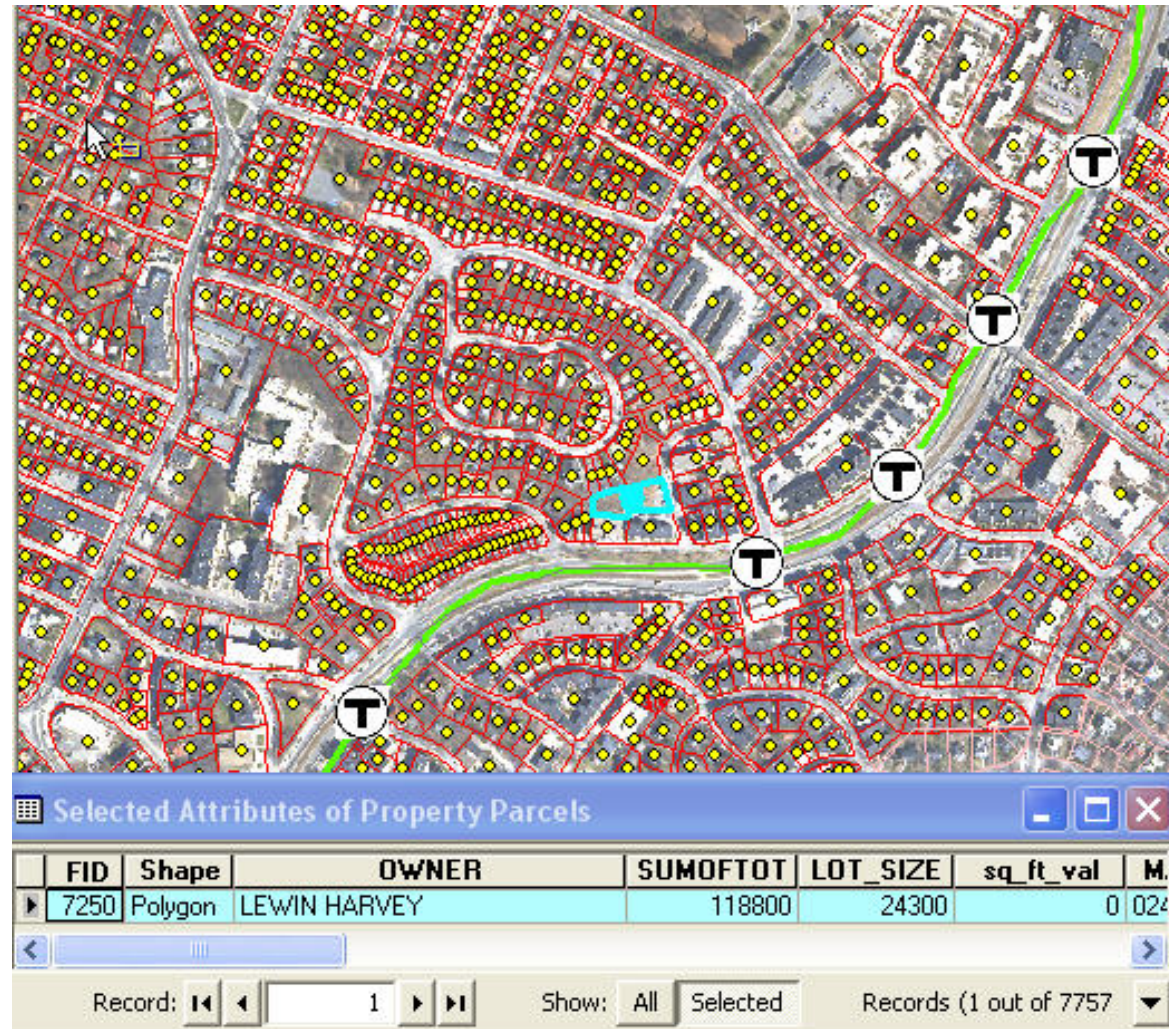 T
T
T
T
T
Selected Attributes of Property Parcels
FID Shape OWNER SUMOFTOT LOT_SIZE sq_ft_val M.
7250 Polygon LEWIN HARVEY 118800 24300 0 024
Record: 1 Show: All Selected Records (1 out of 7757